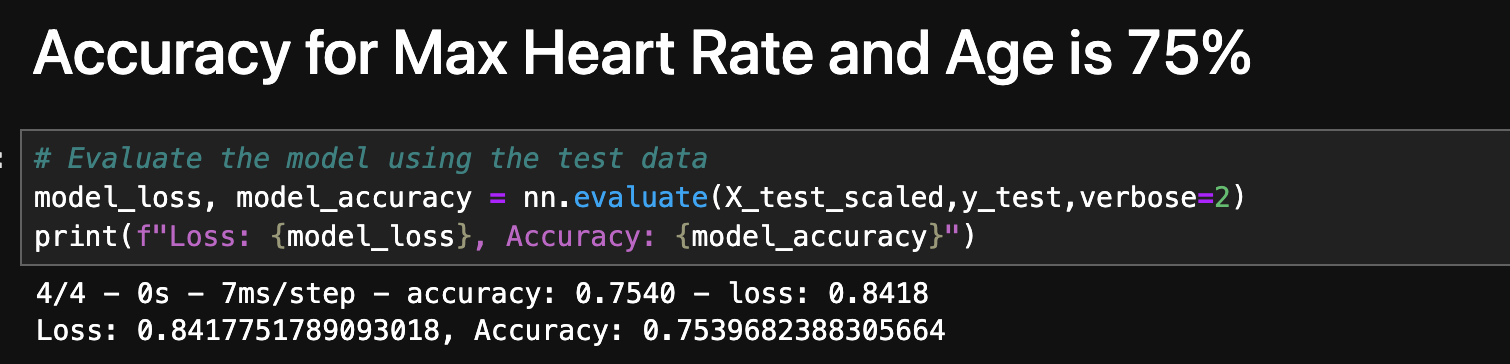 Accuracy for Max Heart Rate and Age is 75%
:
# Evaluate the model using the test data
model_loss, model_accuracy = nn.evaluate(X_test_scaled,y_test,verbose=2)
print(f"Loss: {model_loss}, Accuracy: {model_accuracy}")
4/4 – 0s – 7ms/step – accuracy: 0.7540 – loss: 0.8418
Loss: 0.8417751789093018, Accuracy: 0.7539682388305664